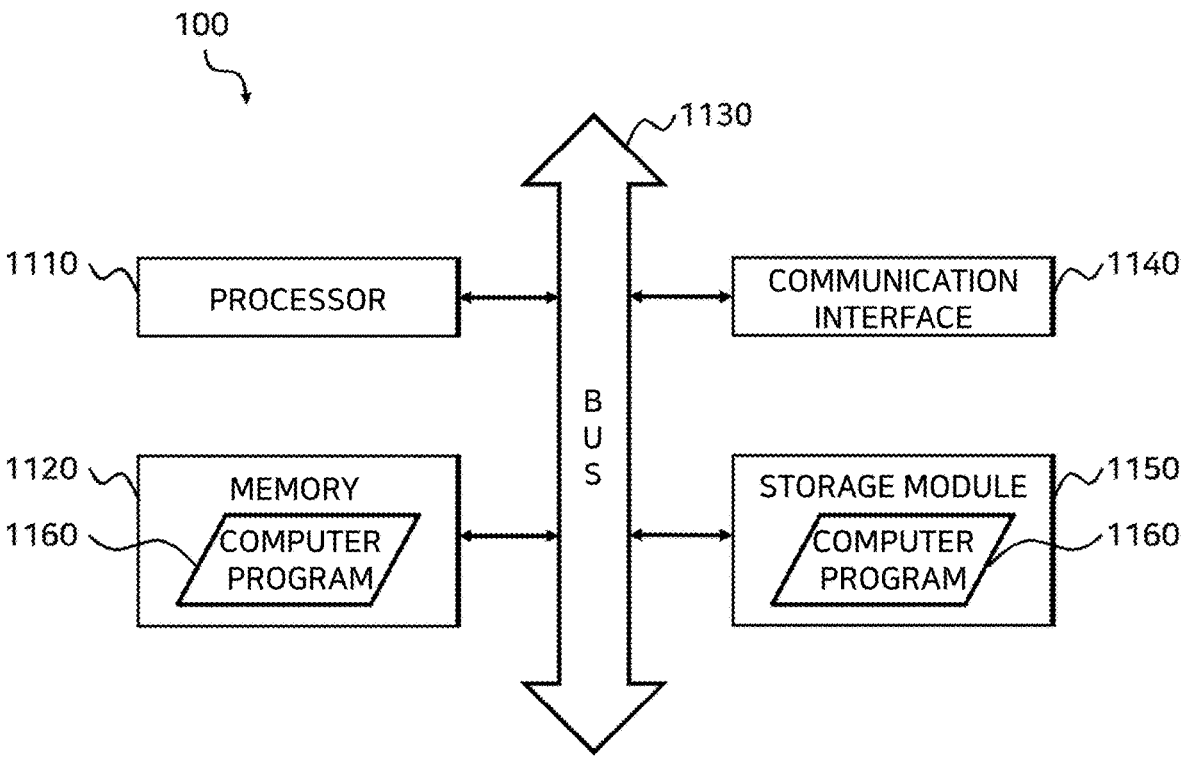 100
1130
1110
PROCESSOR
COMMUNICATION
INTERFACE
1140
B
U
S
1120
MEMORY
1160
COMPUTER
PROGRAM
STORAGE MODULE
1150
COMPUTER
PROGRAM
1160